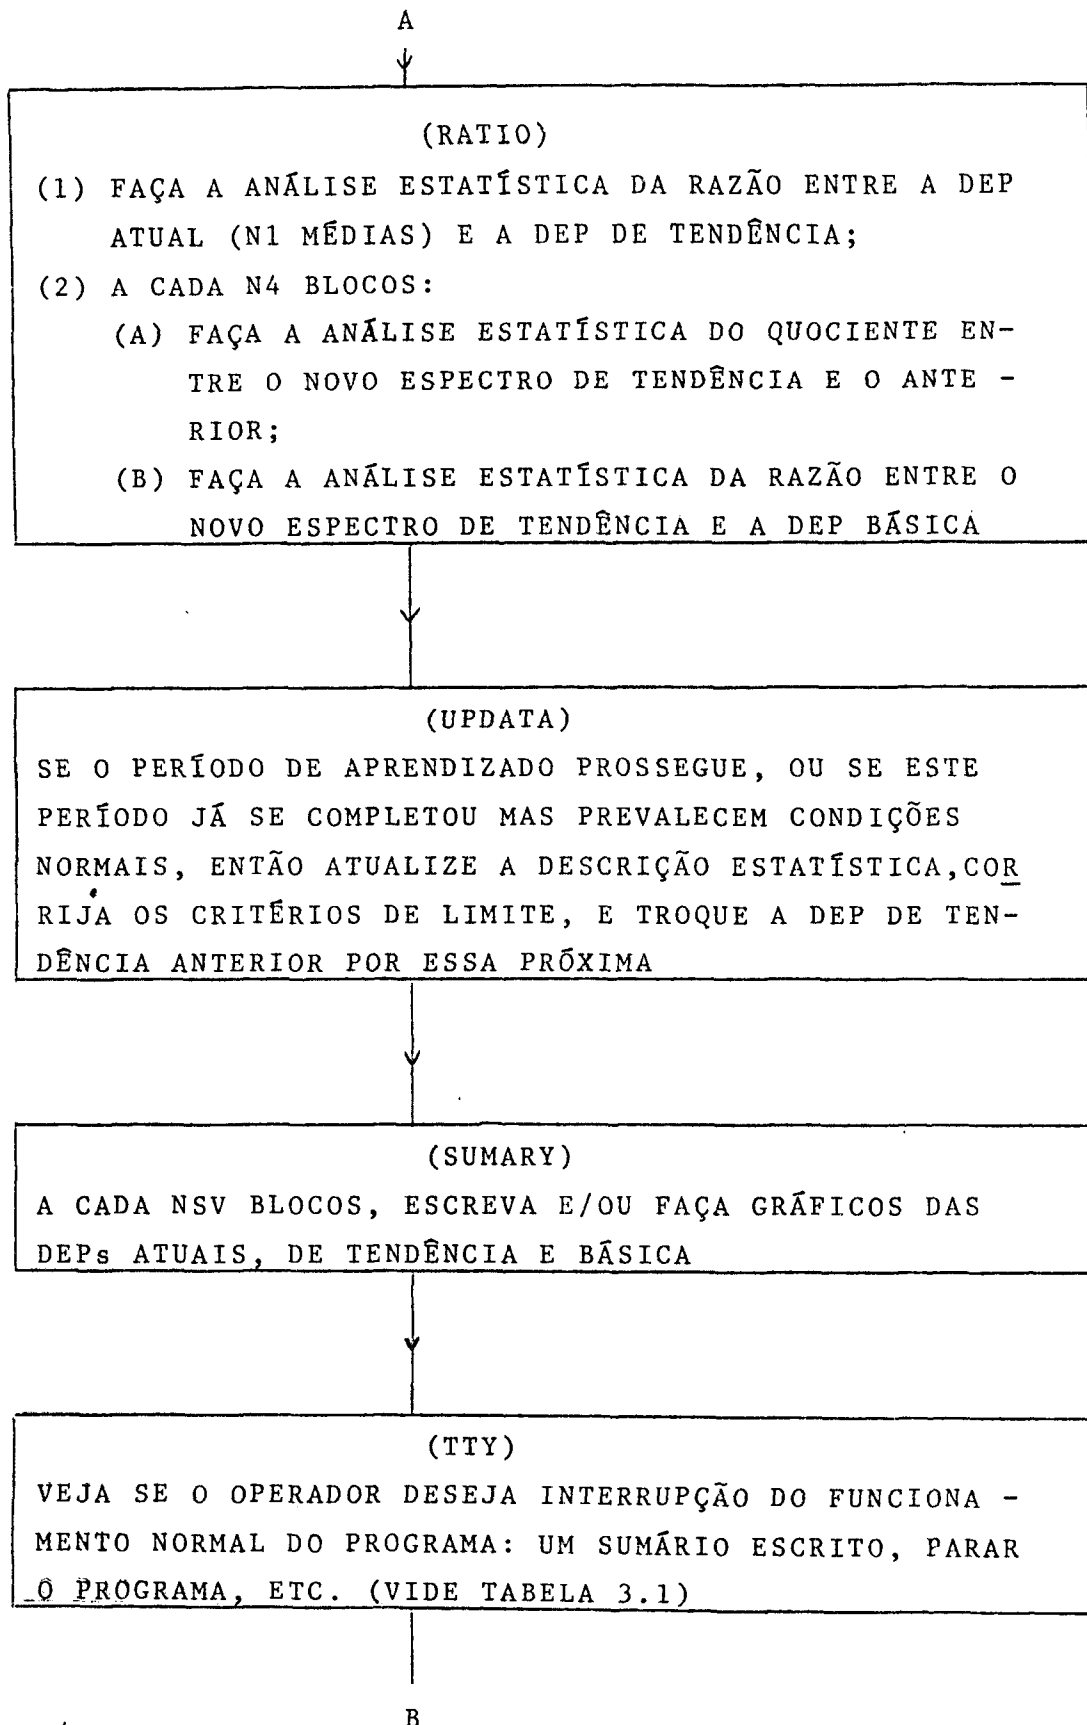 A
(RATIO)
(1) FAÇA A ANÁLISE ESTATÍSTICA DA RAZÃO ENTRE A DEP
ATUAL (N1 MÉDIAS) E A DEP DE TENDÊNCIA;
(2) A CADA N4 BLOCOS:
(A) FAÇA A ANÁLISE ESTATÍSTICA DO QUOCIENTE EN-
TRE O NOVO ESPECTRO DE TENDÊNCIA E O ANTE -
RIOR;
(B) FAÇA A ANÁLISE ESTATÍSTICA DA RAZÃO ENTRE O
NOVO ESPECTRO DE TENDÊNCIA E A DEP BÁSICA
(UPDATA)
SE O PERÍODO DE APRENDIZADO PROSSEGUE, OU SE ESTE
PERÍODO JÁ SE COMPLETOU MAS PREVALECEM CONDIÇÕES
NORMAIS, ENTÃO ATUALIZE A DESCRIÇÃO ESTATÍSTICA,COR
RIJA OS CRITÉRIOS DE LIMITE, E TROQUE A DEP DE TEN-
DÊNCIA ANTERIOR POR ESSA PRÓXIMA
(SUMARY)
A CADA NSV BLOCOS, ESCREVA E/OU FAÇA GRÁFICOS DAS
DEPs ATUAIS, DE TENDÊNCIA E BÁSICA
(TTY)
VEJA SE O OPERADOR DESEJA INTERRUPÇÃO DO FUNCIONA -
MENTO NORMAL DO PROGRAMA: UM SUMÁRIO ESCRITO, PARAR
O PROGRAMA, ETC. (VIDE TABELA 3.1)
B